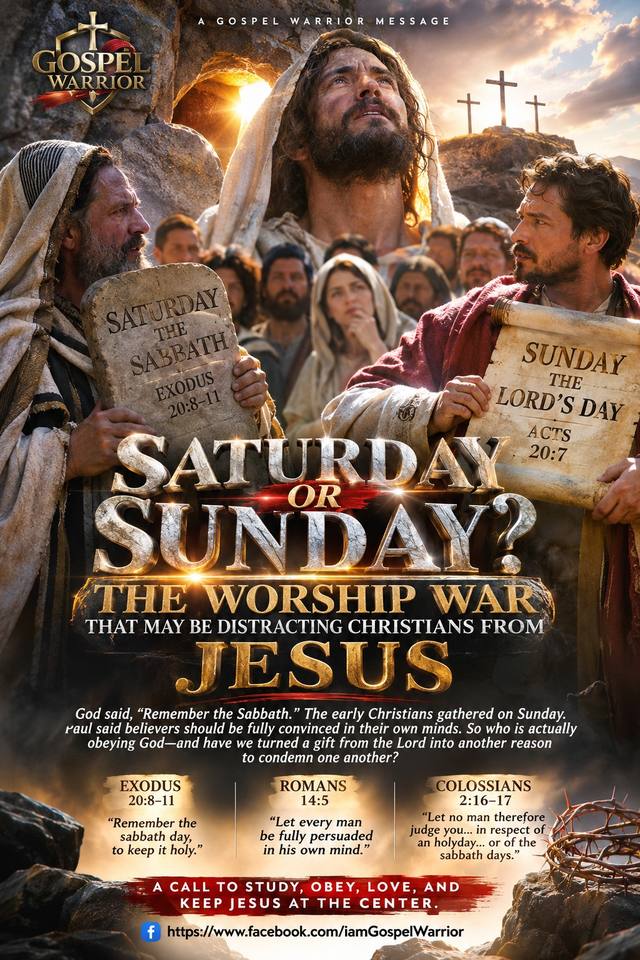 A GOSPEL WARRIOR MESSAGE
GOSPEL
WARRIOR
SATURDAY
THE
SABBATH
EXODUS
20:8-11
SUNDAY
THE
LORD'S DAY
ACTS
20:7
SATURDAY
OR
SUNDAY?
THE WORSHIP WAR
THAT MAY BE DISTRACTING CHRISTIANS FROM
JESUS
God said, “Remember the Sabbath.” The early Christians gathered on Sunday.
Paul said believers should be fully convinced in their own minds. So who is actually
obeying God—and have we turned a gift from the Lord into another reason
to condemn one another?
EXODUS
20:8–11
“Remember the
sabbath day,
to keep it holy.”
ROMANS
14:5
“Let every man
be fully persuaded
in his own mind.”
COLOSSIANS
2:16–17
“Let no man therefore
judge you... in respect of
an holyday... or of the
sabbath days.”
A CALL TO STUDY, OBEY, LOVE, AND
KEEP JESUS AT THE CENTER.
https://www.facebook.com/iamGospelWarrior